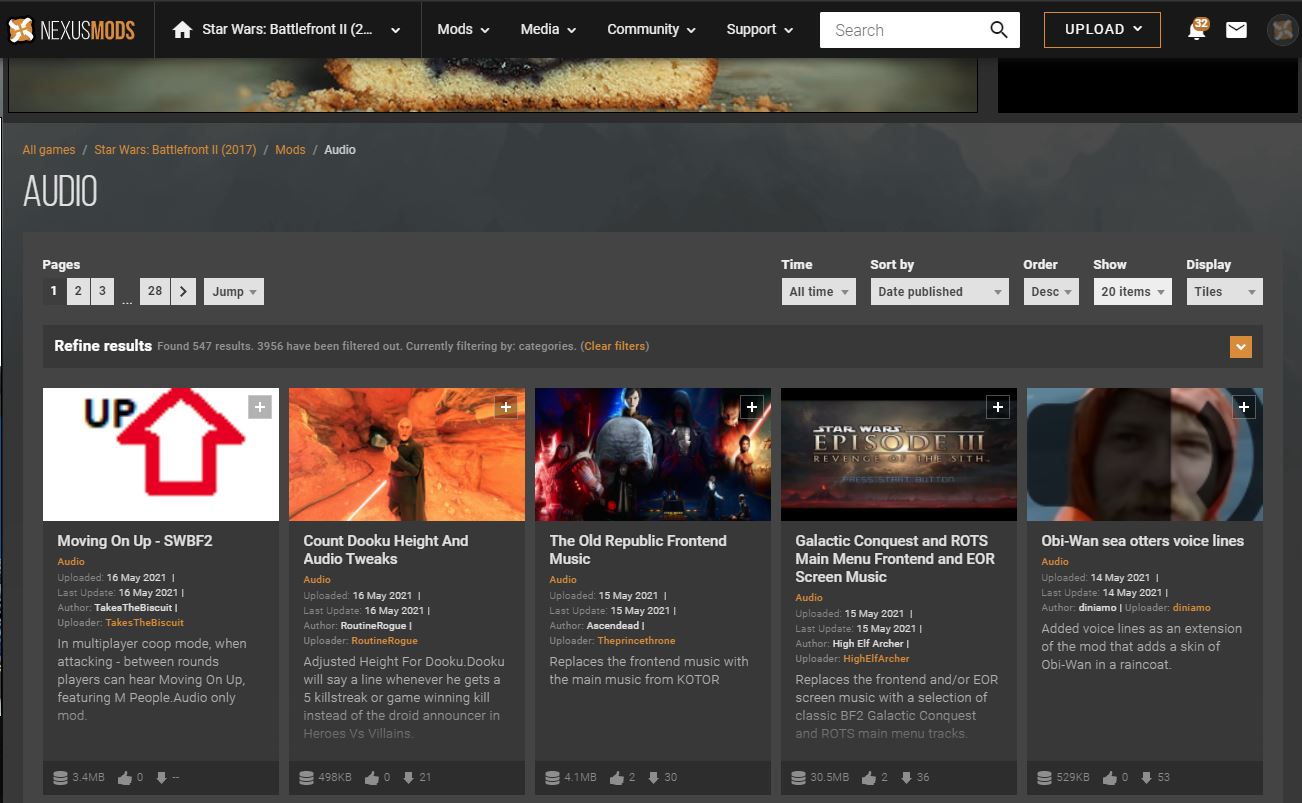 NEXUSMODS
Star Wars: Battlefront II (2...
Mods
Media
Community
Support
Search
UPLOAD
32
All games / Star Wars: Battlefront II (2017) / Mods / Audio
AUDIO
Pages
1 2 3 ... 28 > Jump
Time
All time
Sort by
Date published
Order
Desc
Show
20 items
Display
Tiles
Refine results Found 547 results. 3956 have been filtered out. Currently filtering by: categories. (Clear filters)
UP
Moving On Up - SWBF2
Audio
Uploaded: 16 May 2021 |
Last Update: 16 May 2021 |
Author: TakesTheBiscuit |
Uploader: TakesTheBiscuit
In multiplayer coop mode, when
attacking - between rounds
players can hear Moving On Up,
featuring M People.Audio only
mod.
3.4MB 0 --
Count Dooku Height And
Audio Tweaks
Audio
Uploaded: 16 May 2021 |
Last Update: 16 May 2021 |
Author: RoutineRogue |
Uploader: RoutineRogue
Adjusted Height For Dooku.Dooku
will say a line whenever he gets a
5 killstreak or game winning kill
instead of the droid announcer in
Heroes Vs Villains.
498KB 0 21
The Old Republic Frontend
Music
Audio
Uploaded: 15 May 2021 |
Last Update: 15 May 2021 |
Author: Ascendead |
Uploader: Theprincethrone
Replaces the frontend music with
the main music from KOTOR
4.1MB 2 30
STAR WARS
EPISODE III
REVENGE OF THE SITH
PRESS START BUTTON
Galactic Conquest and ROTS
Main Menu Frontend and EOR
Screen Music
Audio
Uploaded: 15 May 2021 |
Last Update: 15 May 2021 |
Author: High Elf Archer |
Uploader: HighElfArcher
Replaces the frontend and/or EOR
screen music with a selection of
classic BF2 Galactic Conquest
and ROTS main menu tracks.
30.5MB 2 36
Obi-Wan sea otters voice lines
Audio
Uploaded: 14 May 2021 |
Last Update: 14 May 2021 |
Author: diniamo | Uploader: diniamo
Added voice lines as an extension
of the mod that adds a skin of
Obi-Wan in a raincoat.
529KB 0 53